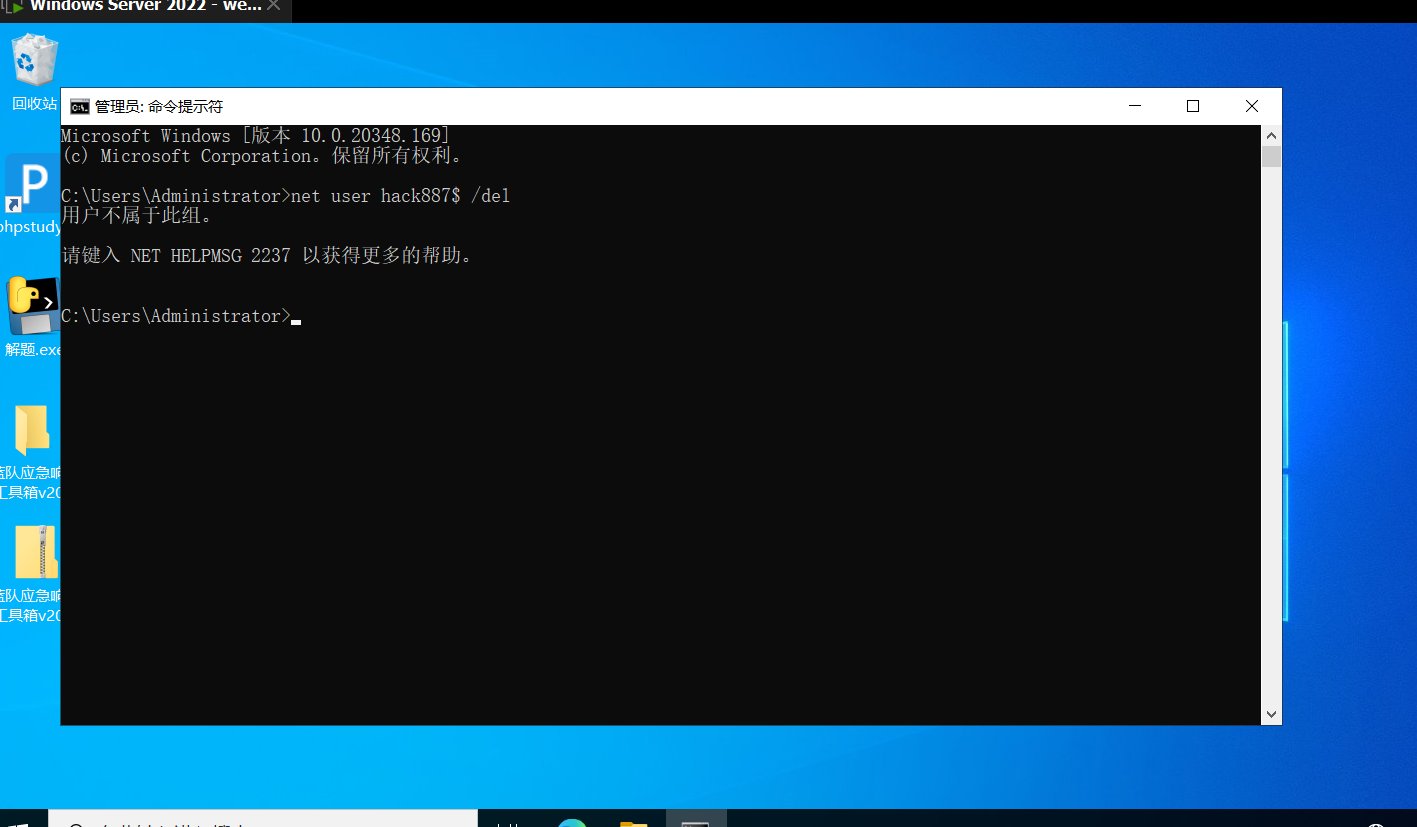 Windows Server 2022 - we...
回收站
管理员: 命令提示符
Microsoft Windows [版本 10.0.20348.169]
(c) Microsoft Corporation。保留所有权利。
C:\Users\Administrator>net user hack887$ /del
用户不属于此组。
请键入 NET HELPMSG 2237 以获得更多的帮助。
C:\Users\Administrator>
phpstudy
解题.exe
蓝队应急响
工具箱v20
蓝队应急响
工具箱v20